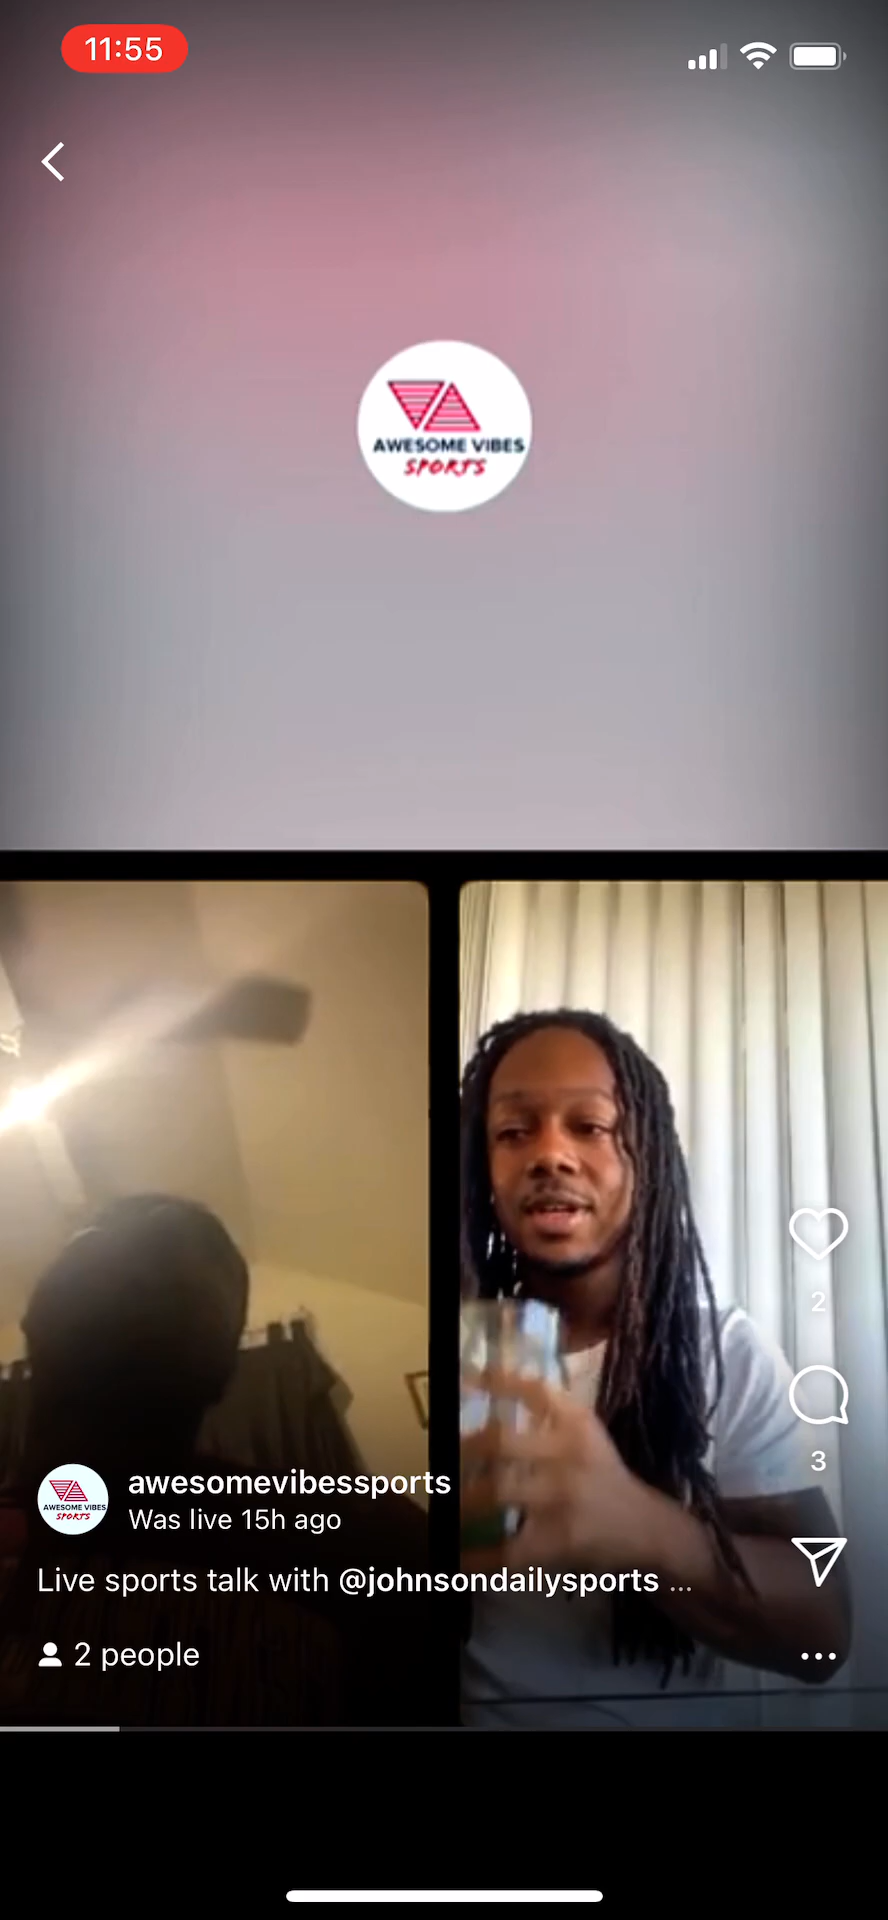 11:55
AWESOME VIBES
SPORTS
2
3
AWESOME VIBES
SPORTS
awesomevibessports
Was live 15h ago
Live sports talk with @johnsondailysports ...
2 people